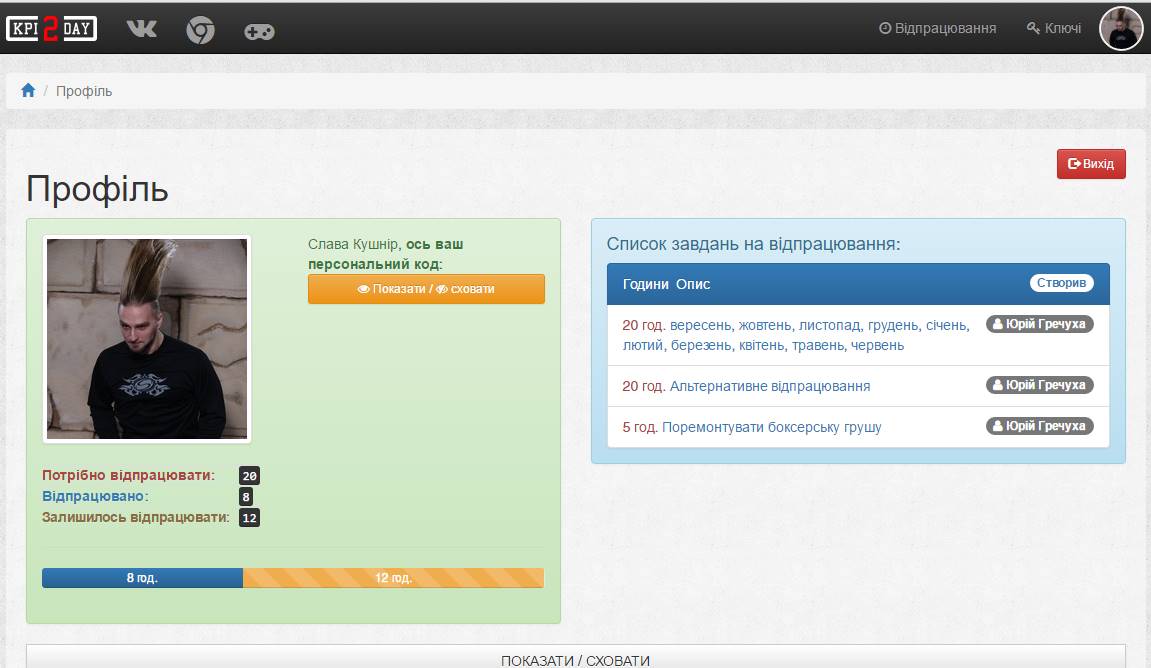 KPI 2 DAY
Відпрацювання Ключі
/ Профіль
Вихід
Профіль
Слава Кушнір, ось ваш
персональний код:
Показати / сховати
Потрібно відпрацювати: 20
Відпрацювано: 8
Залишилось відпрацювати: 12
8 год. 12 год.
Список завдань на відпрацювання:
Години Опис Створив
20 год. вересень, жовтень, листопад, грудень, січень, Юрій Гречуха
лютий, березень, квітень, травень, червень
20 год. Альтернативне відпрацювання Юрій Гречуха
5 год. Поремонтувати боксерську грушу Юрій Гречуха
ПОКАЗАТИ / СХОВАТИ